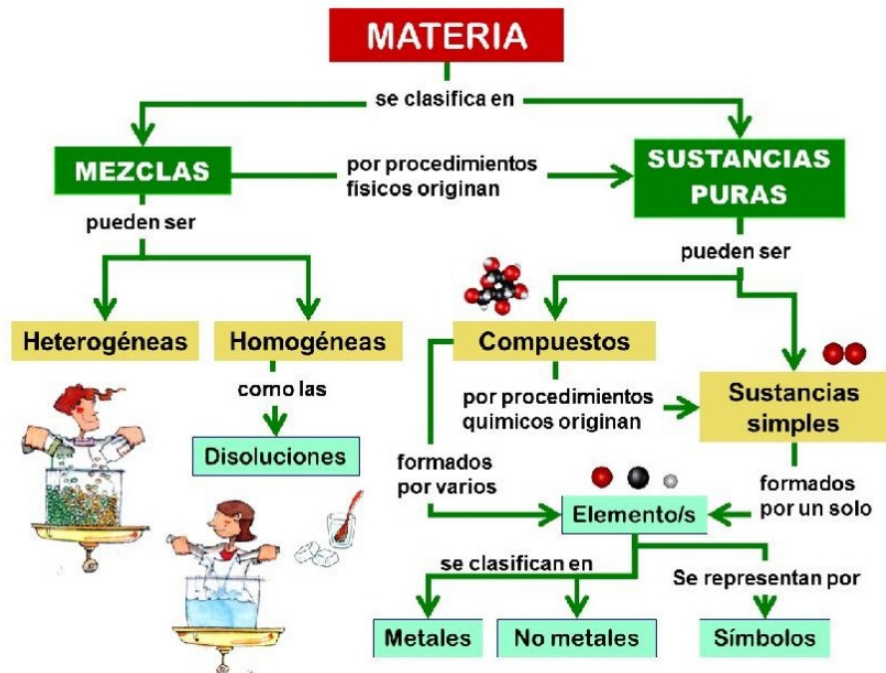 MATERIA
se clasifica en
MEZCLAS
por procedimientos
físicos originan
SUSTANCIAS
PURAS
pueden ser
pueden ser
Heterogéneas
Homogéneas
Compuestos
como las
por procedimientos
químicos originan
Sustancias
simples
Disoluciones
formados
por varios
formados
por un solo
Elemento/s
se clasifican en
Se representan por
Metales
No metales
Símbolos